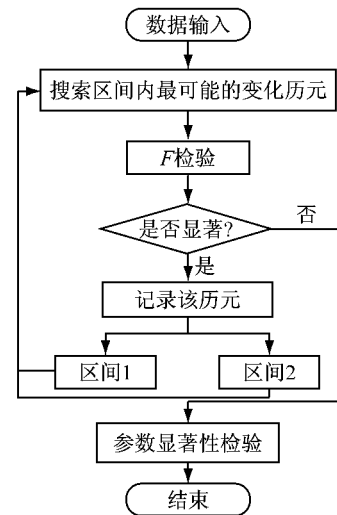 数据输入
搜索区间内最可能的变化历元
F检验
是否显著?
否
是
记录该历元
区间1
区间2
参数显著性检验
结束